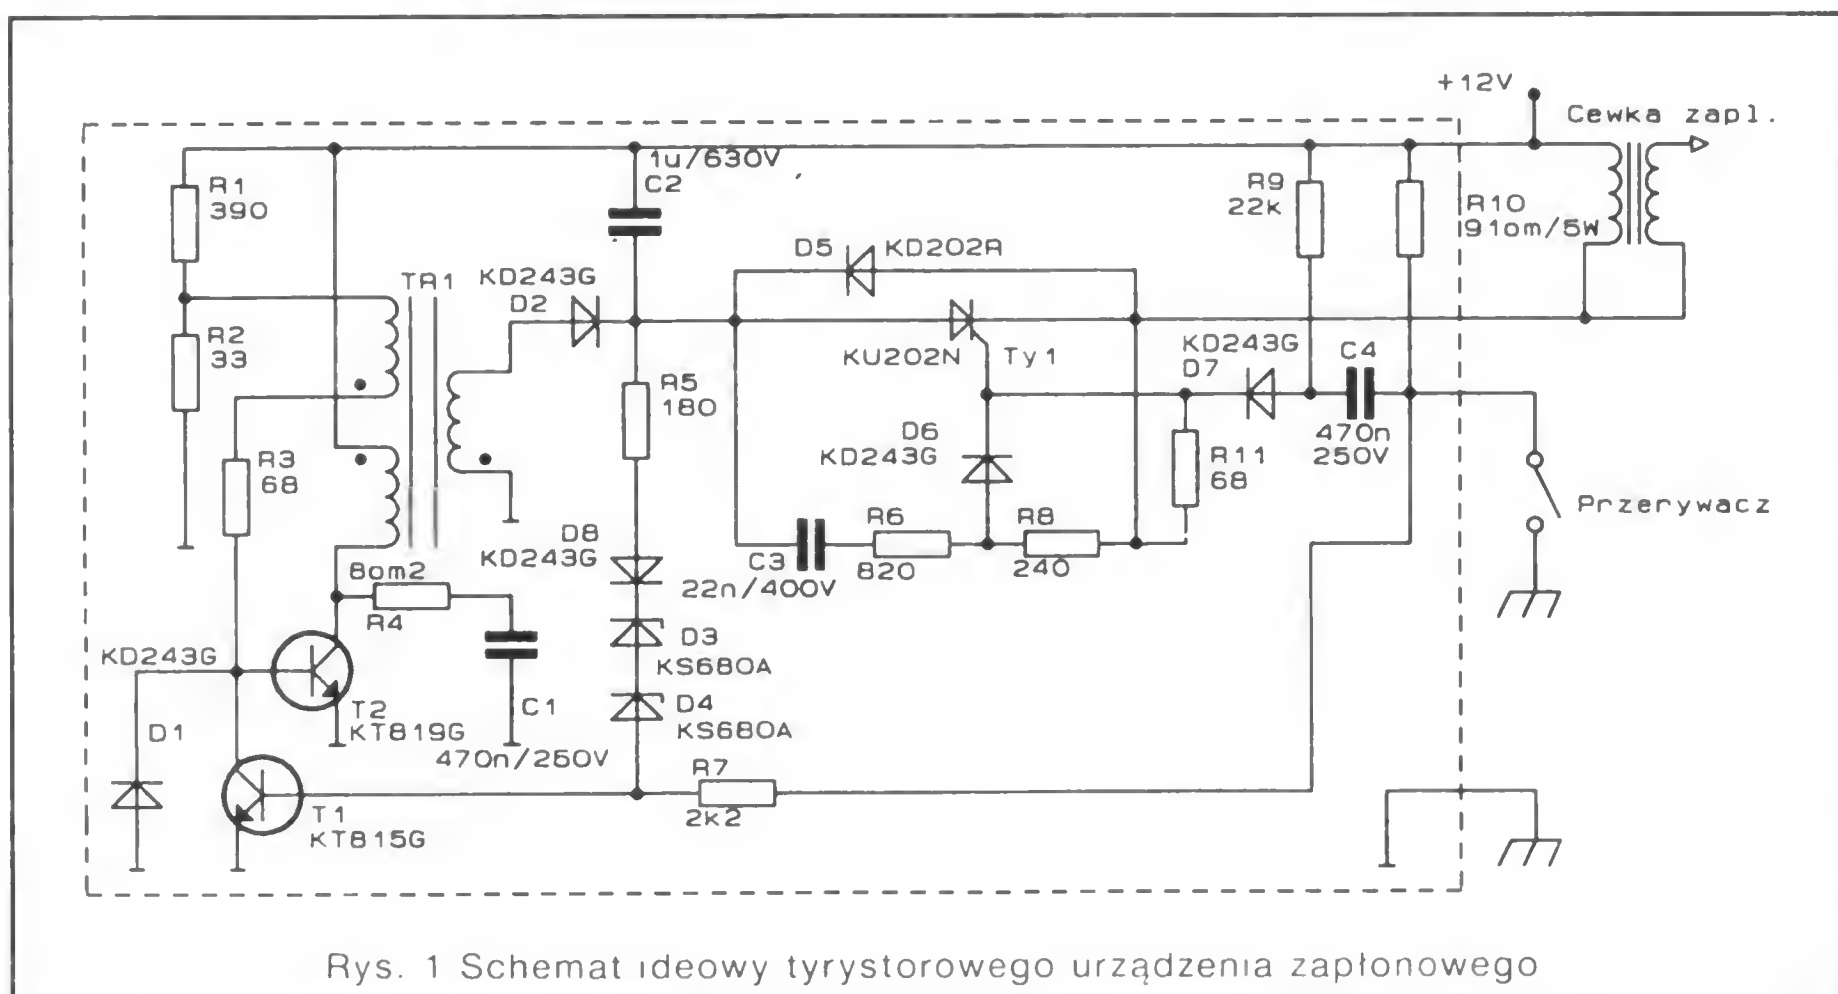 +12V
Cewka zapl.
1u/630V
C2
R1
390
R9
22k
R10
91om/5W
D5 KD202R
TR1
KD243G
D2
R2
33
KU202N Ty1
KD243G
D7
C4
R5
180
470n
250V
D6
KD243G
R11
68
R3
68
Przerywacz
R6
820
R8
240
D8
KD243G
C3
22n/400V
8om2
R4
D3
KS680A
KD243G
D1
T2
KT819G
C1
470n/250V
D4
KS680A
R7
2k2
T1
KT815G
Rys. 1 Schemat ideowy tyrystorowego urządzenia zapłonowego